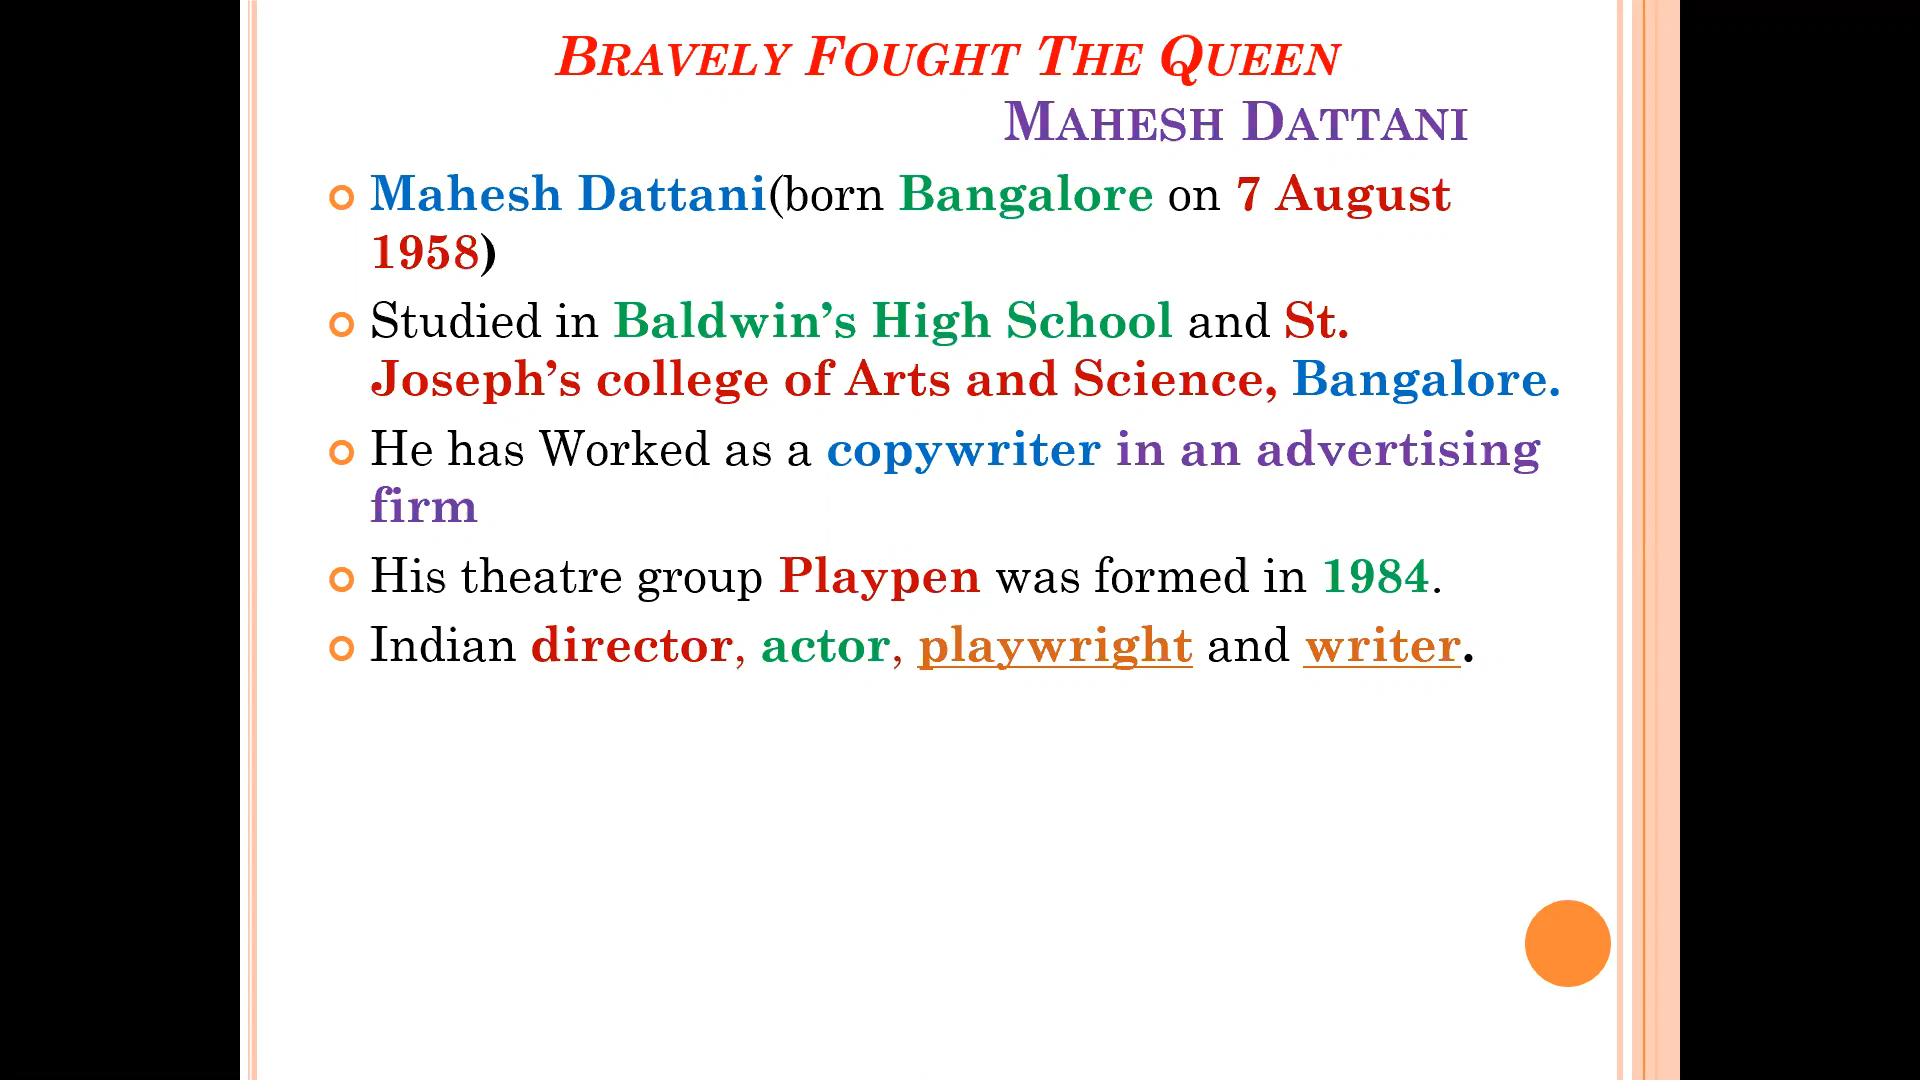 BRAVELY FOUGHT THE QUEEN
MAHESH DATTANI
Mahesh Dattani(born Bangalore on 7 August
1958)
Studied in Baldwin’s High School and St.
Joseph’s college of Arts and Science, Bangalore.
He has Worked as a copywriter in an advertising
firm
His theatre group Playpen was formed in 1984.
Indian director, actor, playwright and writer.